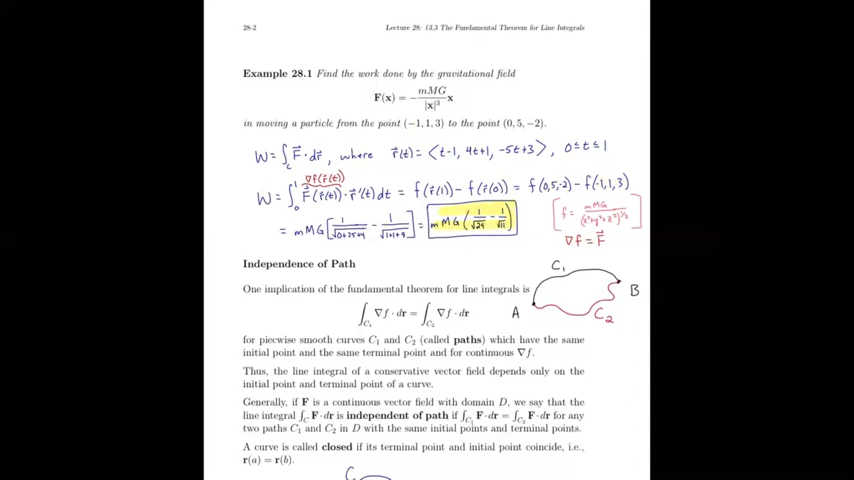 28-2 Lecture 28: 13.3 The Fundamental Theorem for Line Integrals
Example 28.1 Find the work done by the gravitational field
F(x) = −mMG/|x|³ x
in moving a particle from the point (−1, 1, 3) to the point (0, 5, −2).
W = ∫_C F⃗ · dr⃗, where r⃗(t) = <t-1, 4t+1, -5t+3>, 0≤t≤1
∇f(r⃗(t))
W = ∫₀¹ F⃗(r⃗(t)) · r⃗'(t) dt = f(r⃗(1)) − f(r⃗(0)) = f(0,5,-2) − f(-1,1,3)
= mMG[1/√(0+25+4) − 1/√(1+1+9)] = mMG(1/√29 − 1/√11)
[f = mMG/(x²+y²+z²)^(1/2)]
∇f = F⃗
Independence of Path
One implication of the fundamental theorem for line integrals is
∫_C₁ ∇f · dr = ∫_C₂ ∇f · dr
C₁
A
B
C₂
for piecwise smooth curves C₁ and C₂ (called paths) which have the same
initial point and the same terminal point and for continuous ∇f.
Thus, the line integral of a conservative vector field depends only on the
initial point and terminal point of a curve.
Generally, if F is a continuous vector field with domain D, we say that the
line integral ∫_C F · dr is independent of path if ∫_C₁ F · dr = ∫_C₂ F · dr for any
two paths C₁ and C₂ in D with the same initial points and terminal points.
A curve is called closed if its terminal point and initial point coincide, i.e.,
r(a) = r(b).
C